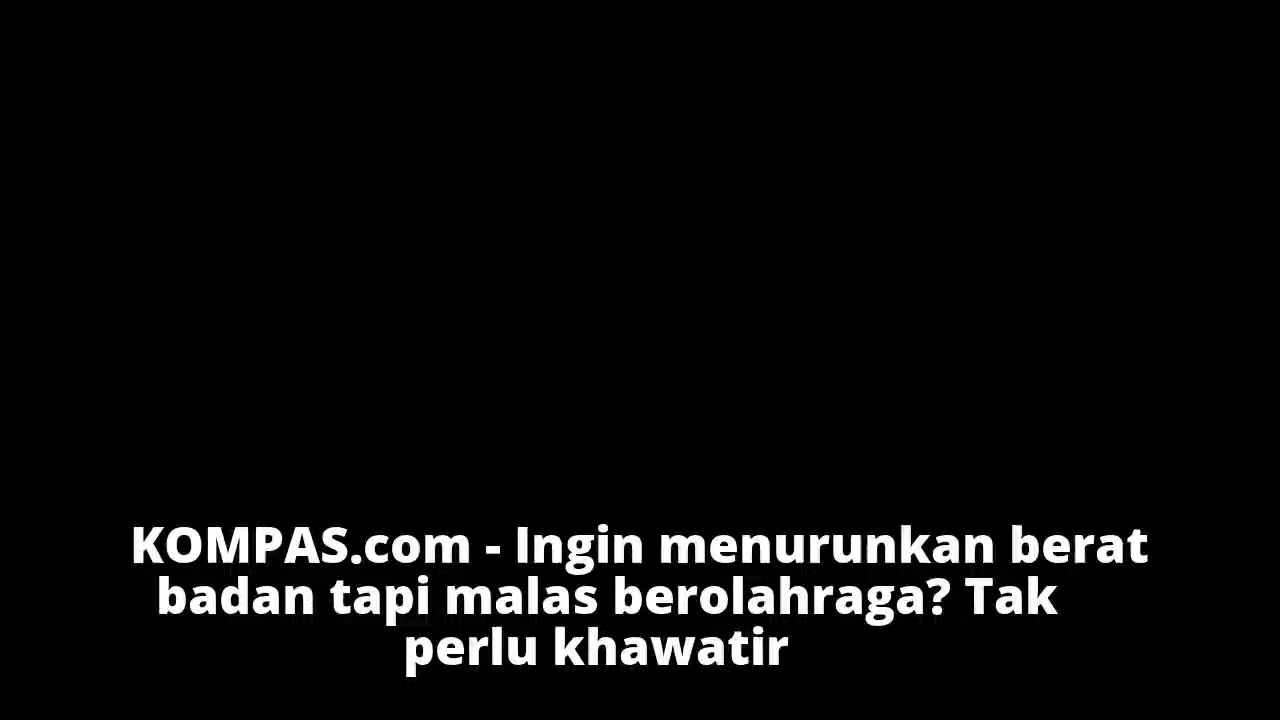 KOMPAS.com - Ingin menurunkan berat
badan tapi malas berolahraga? Tak
perlu khawatir